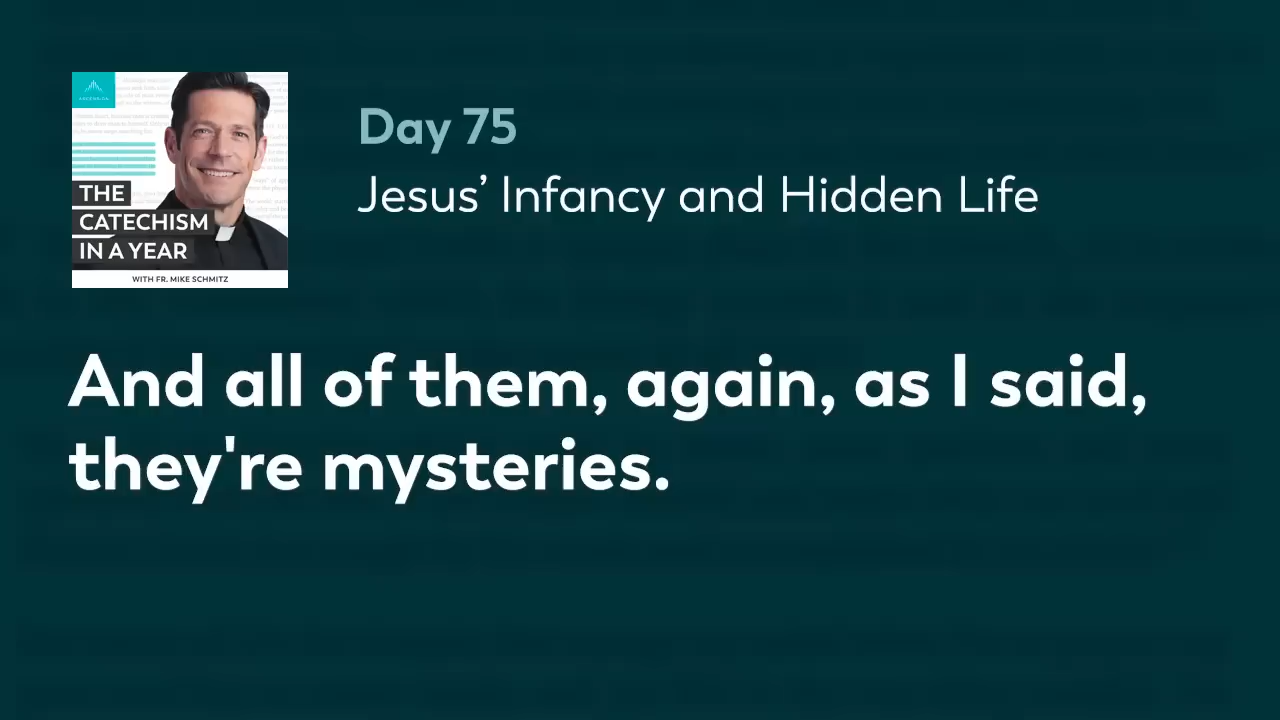 Day 75
Jesus’ Infancy and Hidden Life
THE
CATECHISM
IN A YEAR
WITH FR. MIKE SCHMITZ
And all of them, again, as I said,
they're mysteries.